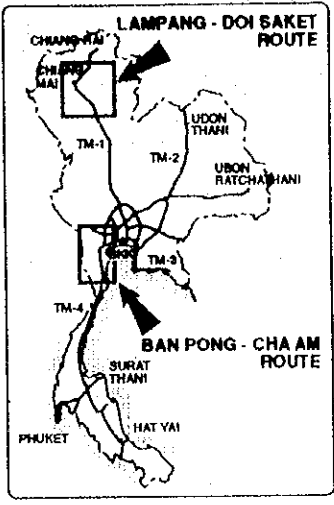 LAMPANG - DOI SAKET
ROUTE
CHIANG RAI
CHIANG
MAI
UDON
THANI
TM-1
TM-2
UBON
RATCHATHANI
BKK
TM-3
TM-4
BAN PONG - CHA AM
ROUTE
SURAT
THANI
HAT YAI
PHUKET